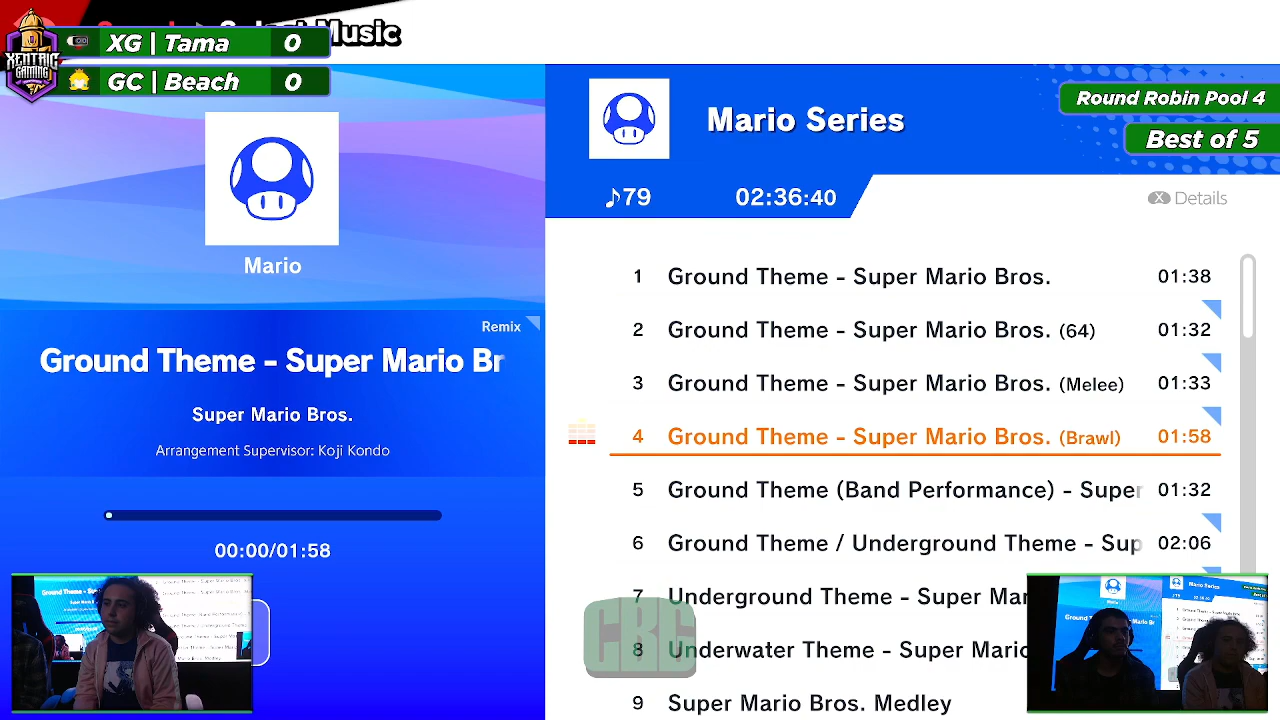 Music
XENTRIC
GAMING
XG | Tama 0
GC | Beach 0
Round Robin Pool 4
Best of 5
Mario
Remix
Ground Theme - Super Mario Br
Super Mario Bros.
Arrangement Supervisor: Koji Kondo
00:00/01:58
Mario Series
♪79 02:36:40
X Details
1 Ground Theme - Super Mario Bros. 01:38
2 Ground Theme - Super Mario Bros. (64) 01:32
3 Ground Theme - Super Mario Bros. (Melee) 01:33
4 Ground Theme - Super Mario Bros. (Brawl) 01:58
5 Ground Theme (Band Performance) - Super 01:32
6 Ground Theme / Underground Theme - Sup 02:06
7 Underground Theme - Super Mar
8 Underwater Theme - Super Mario
9 Super Mario Bros. Medley
CKG